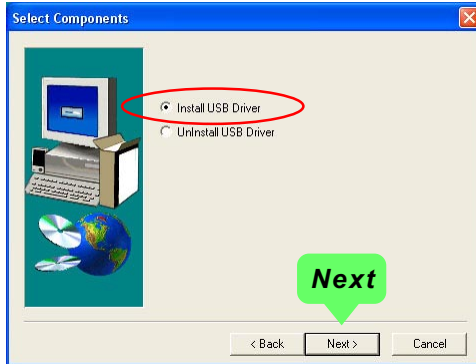 Select Components
Install USB Driver
UnInstall USB Driver
Next
< Back
Next >
Cancel